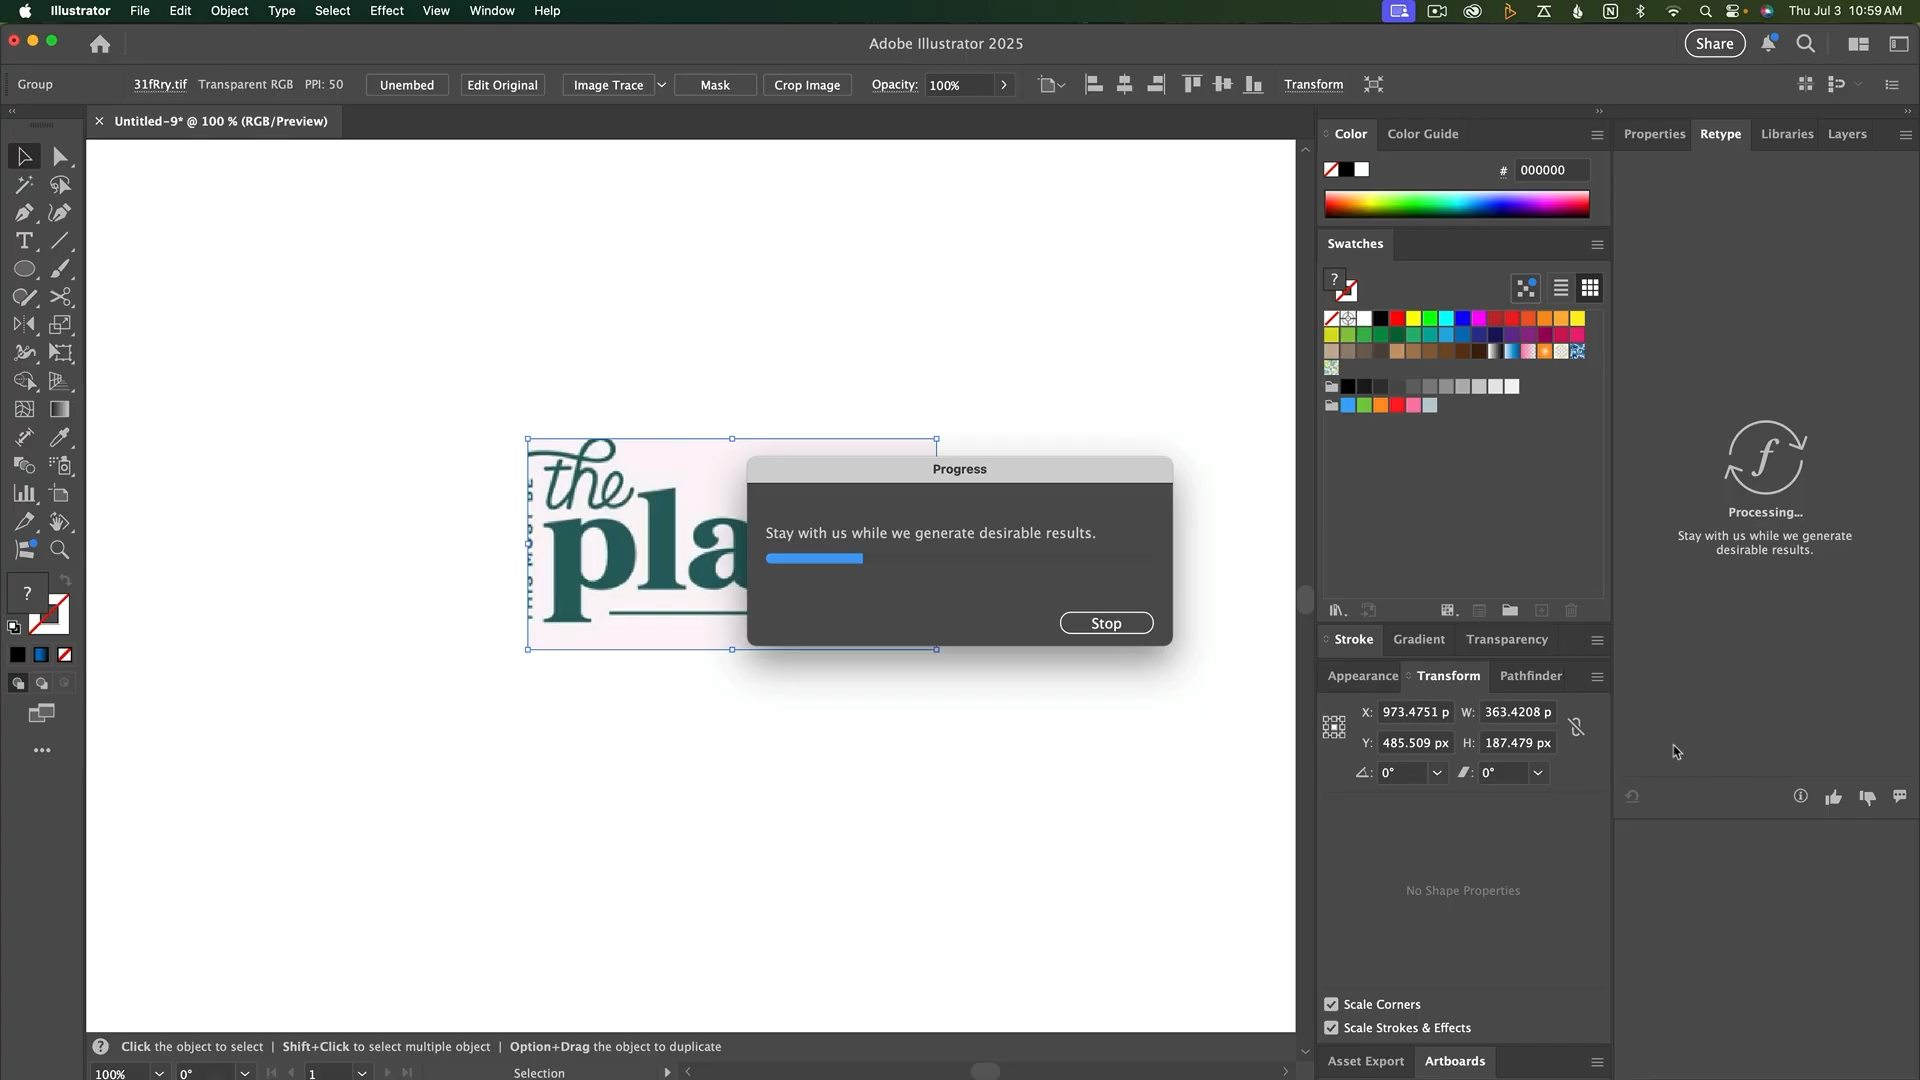 Illustrator File Edit Object Type Select Effect View Window Help
Thu Jul 3 10:59 AM
Adobe Illustrator 2025
Share
Group 31fRry.tif Transparent RGB PPI: 50 Unembed Edit Original Image Trace Mask Crop Image Opacity: 100% Transform
Untitled-9* @ 100 % (RGB/Preview)
Color Color Guide
Properties Retype Libraries Layers
# 000000
Swatches
?
the
pla
Progress
Stay with us while we generate desirable results.
Stop
Processing...
Stay with us while we generate
desirable results.
?
Stroke Gradient Transparency
Appearance Transform Pathfinder
X: 973.4751 p W: 363.4208 p
Y: 485.509 px H: 187.479 px
0° 0°
No Shape Properties
Scale Corners
Scale Strokes & Effects
Asset Export Artboards
Click the object to select | Shift+Click to select multiple object | Option+Drag the object to duplicate
100% 0° 1 Selection